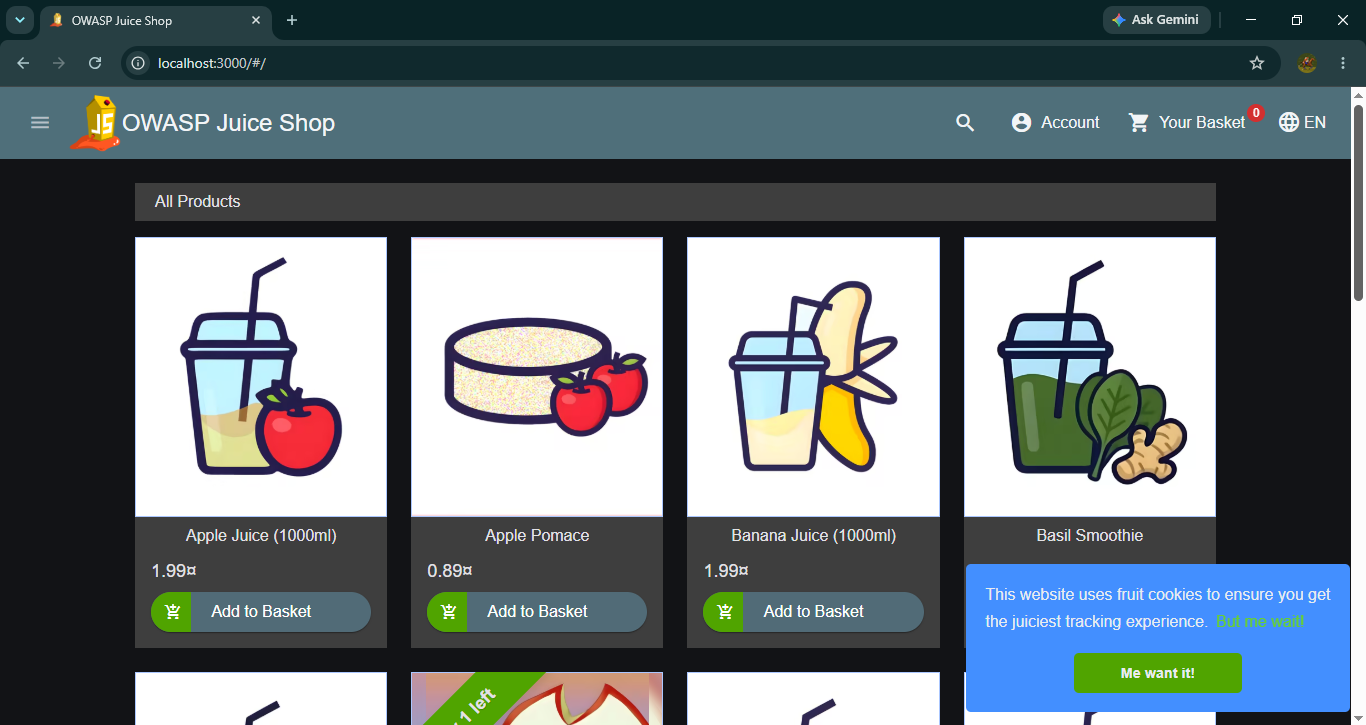 OWASP Juice Shop
Ask Gemini
localhost:3000/#/
JS
OWASP Juice Shop
Account
Your Basket
0
EN
All Products
Apple Juice (1000ml)
Apple Pomace
Banana Juice (1000ml)
Basil Smoothie
1.99¤
0.89¤
1.99¤
Add to Basket
Add to Basket
Add to Basket
This website uses fruit cookies to ensure you get
the juiciest tracking experience. But me wait!
Me want it!
1 left